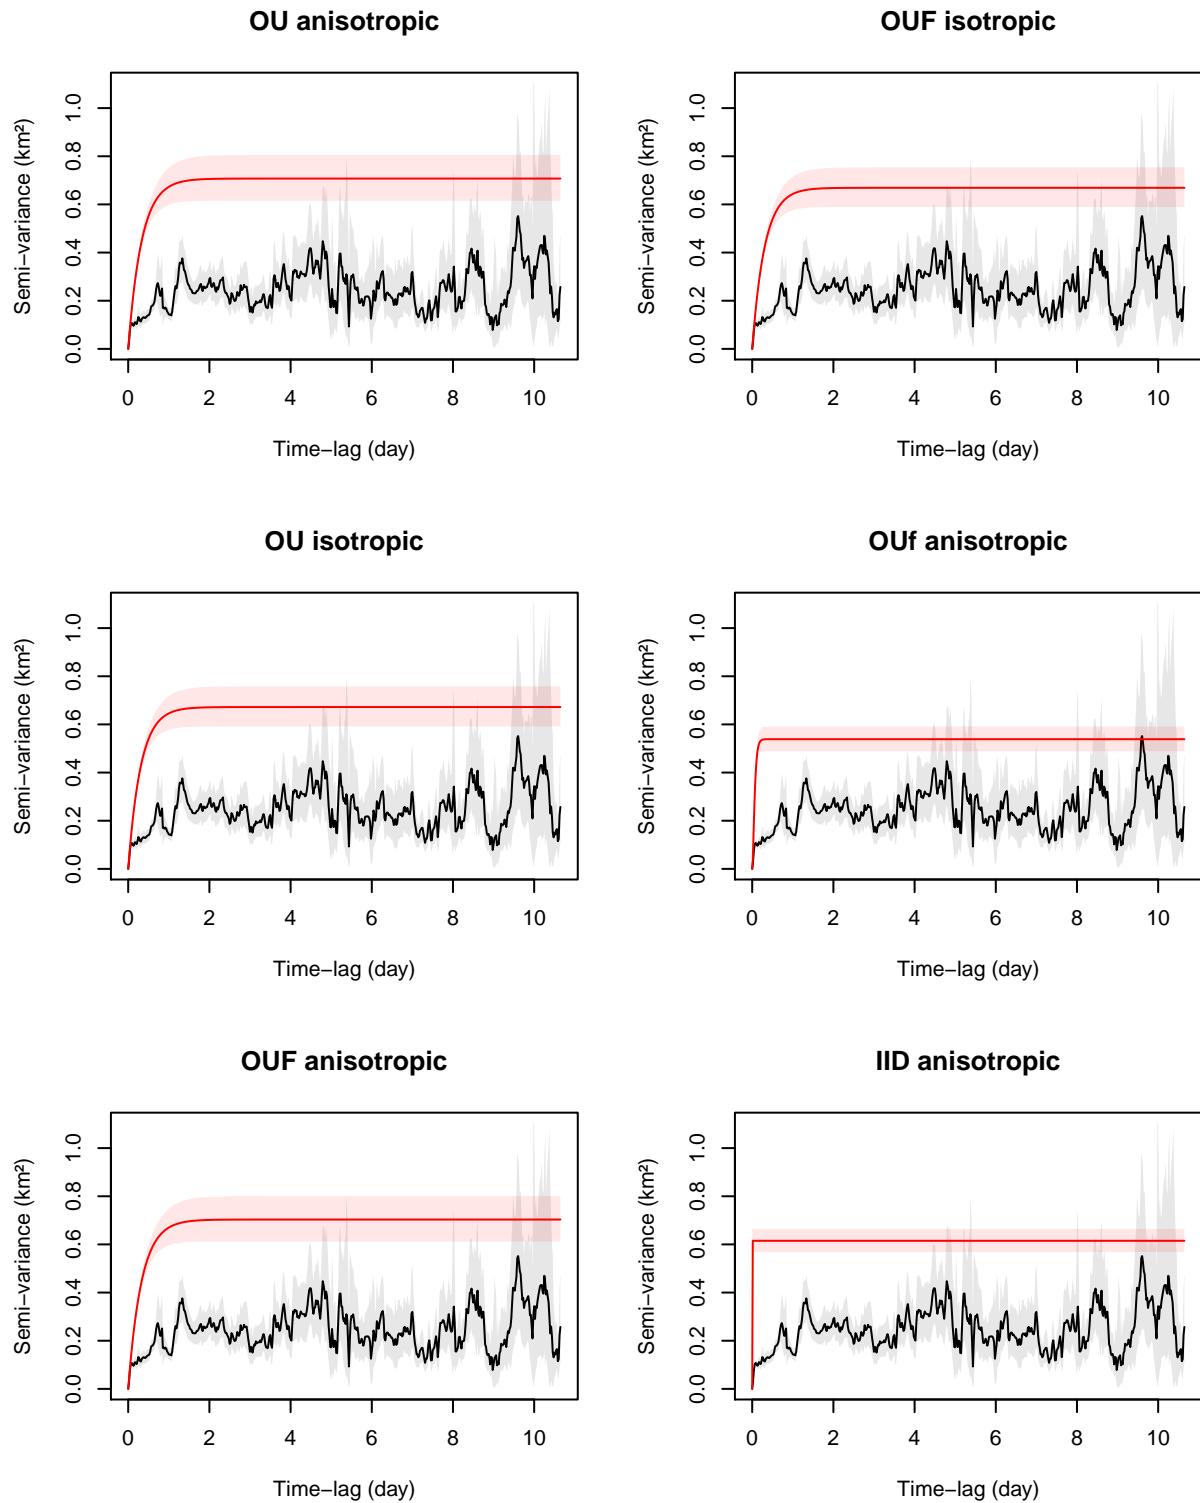 OU anisotropic
Semi−variance (km²)
0.0 0.2 0.4 0.6 0.8 1.0
0 2 4 6 8 10
Time−lag (day)
OUF isotropic
Semi−variance (km²)
0.0 0.2 0.4 0.6 0.8 1.0
0 2 4 6 8 10
Time−lag (day)
OU isotropic
Semi−variance (km²)
0.0 0.2 0.4 0.6 0.8 1.0
0 2 4 6 8 10
Time−lag (day)
OUf anisotropic
Semi−variance (km²)
0.0 0.2 0.4 0.6 0.8 1.0
0 2 4 6 8 10
Time−lag (day)
OUF anisotropic
Semi−variance (km²)
0.0 0.2 0.4 0.6 0.8 1.0
0 2 4 6 8 10
Time−lag (day)
IID anisotropic
Semi−variance (km²)
0.0 0.2 0.4 0.6 0.8 1.0
0 2 4 6 8 10
Time−lag (day)